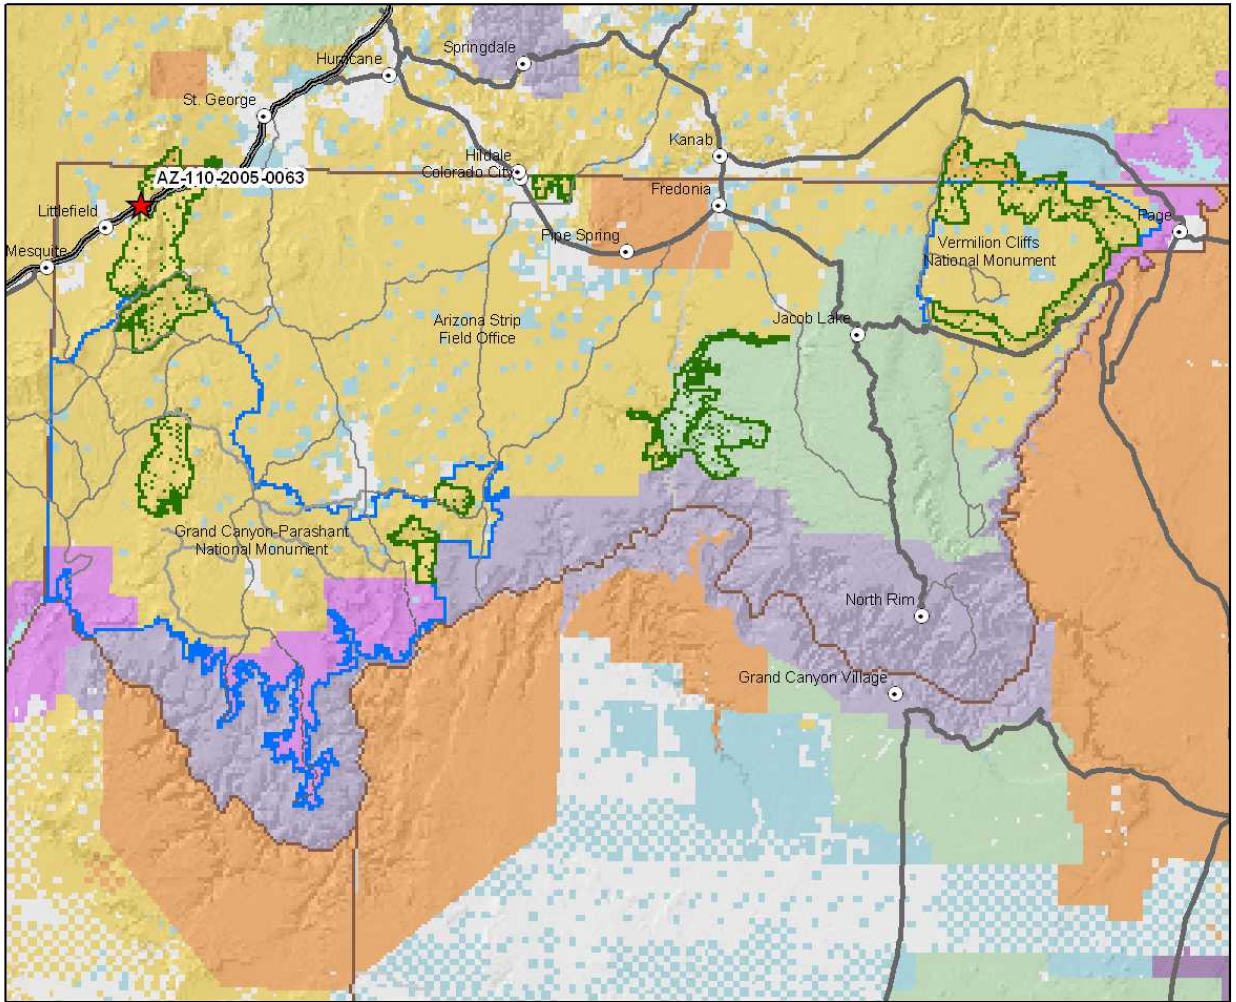 Springdale
Hurricane
St. George
Kanab
Hildale
Colorado City
AZ-110-2005-0063
Fredonia
Littlefield
Page
Pipe Spring
Mesquite
Vermilion Cliffs
National Monument
Arizona Strip
Field Office
Jacob Lake
Grand Canyon-Parashant
National Monument
North Rim
Grand Canyon Village